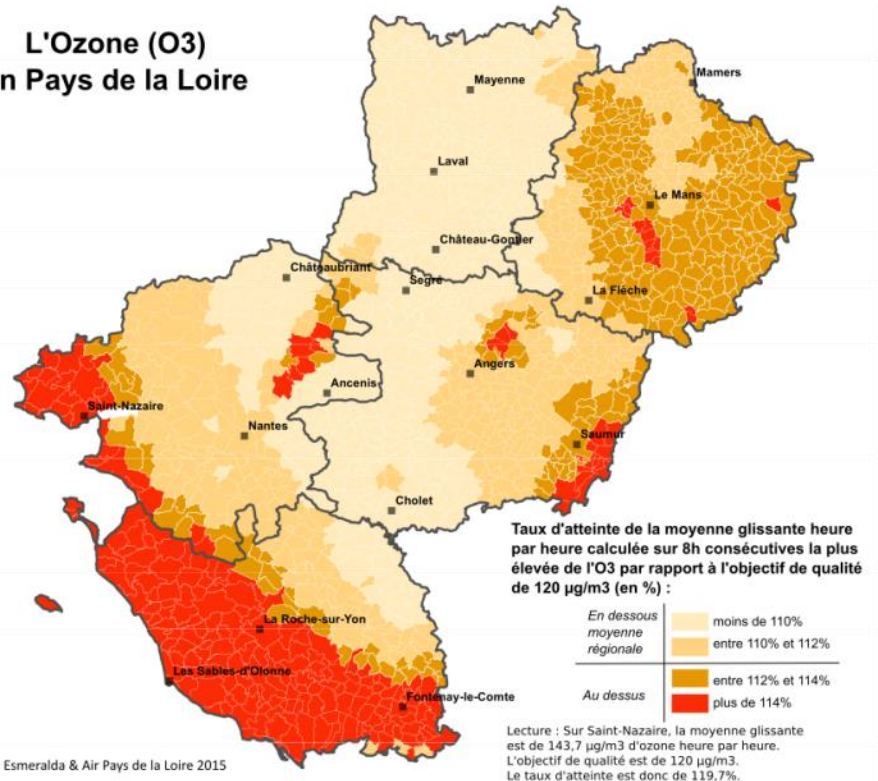 L'Ozone (O3)
n Pays de la Loire
Mayenne
Mamers
Laval
Le Mans
Château-Gontier
Châteaubriant
Segré
La Flèche
Angers
Ancenis
Saint-Nazaire
Nantes
Saumur
Cholet
La Roche-sur-Yon
Les Sables-d'Olonne
Fontenay-le-Comte
Taux d'atteinte de la moyenne glissante heure
par heure calculée sur 8h consécutives la plus
élevée de l'O3 par rapport à l'objectif de qualité
de 120 µg/m3 (en %) :
En dessous
moyenne
régionale
moins de 110%
entre 110% et 112%
Au dessus
entre 112% et 114%
plus de 114%
Lecture : Sur Saint-Nazaire, la moyenne glissante
est de 143,7 µg/m3 d'ozone heure par heure.
L'objectif de qualité est de 120 µg/m3.
Le taux d'atteinte est donc de 119,7%.
Esmeralda & Air Pays de la Loire 2015